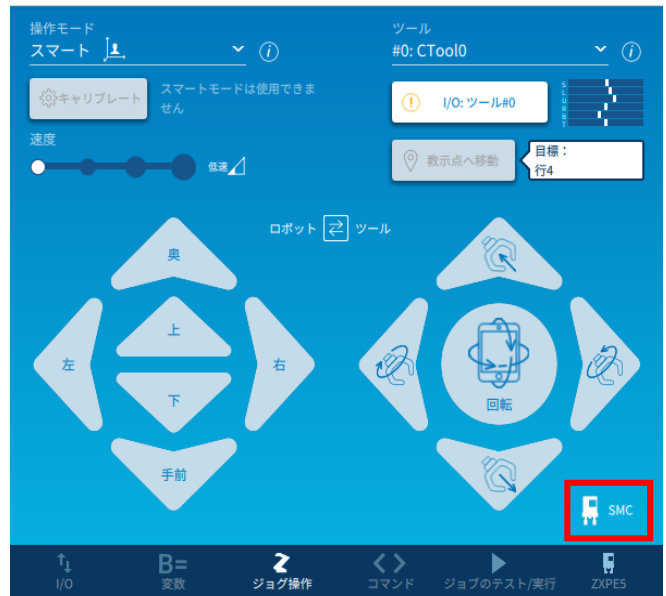 操作モード
スマート
ツール
#0: CTool0
キャリブレート
スマートモードは使用できま
せん
I/O: ツール#0
S
L
U
R
B
T
速度
低速
教示点へ移動
目標：
行4
ロボット
ツール
奥
上
左
右
下
手前
回転
SMC
I/O
B=
変数
ジョグ操作
コマンド
ジョブのテスト/実行
ZXPE5